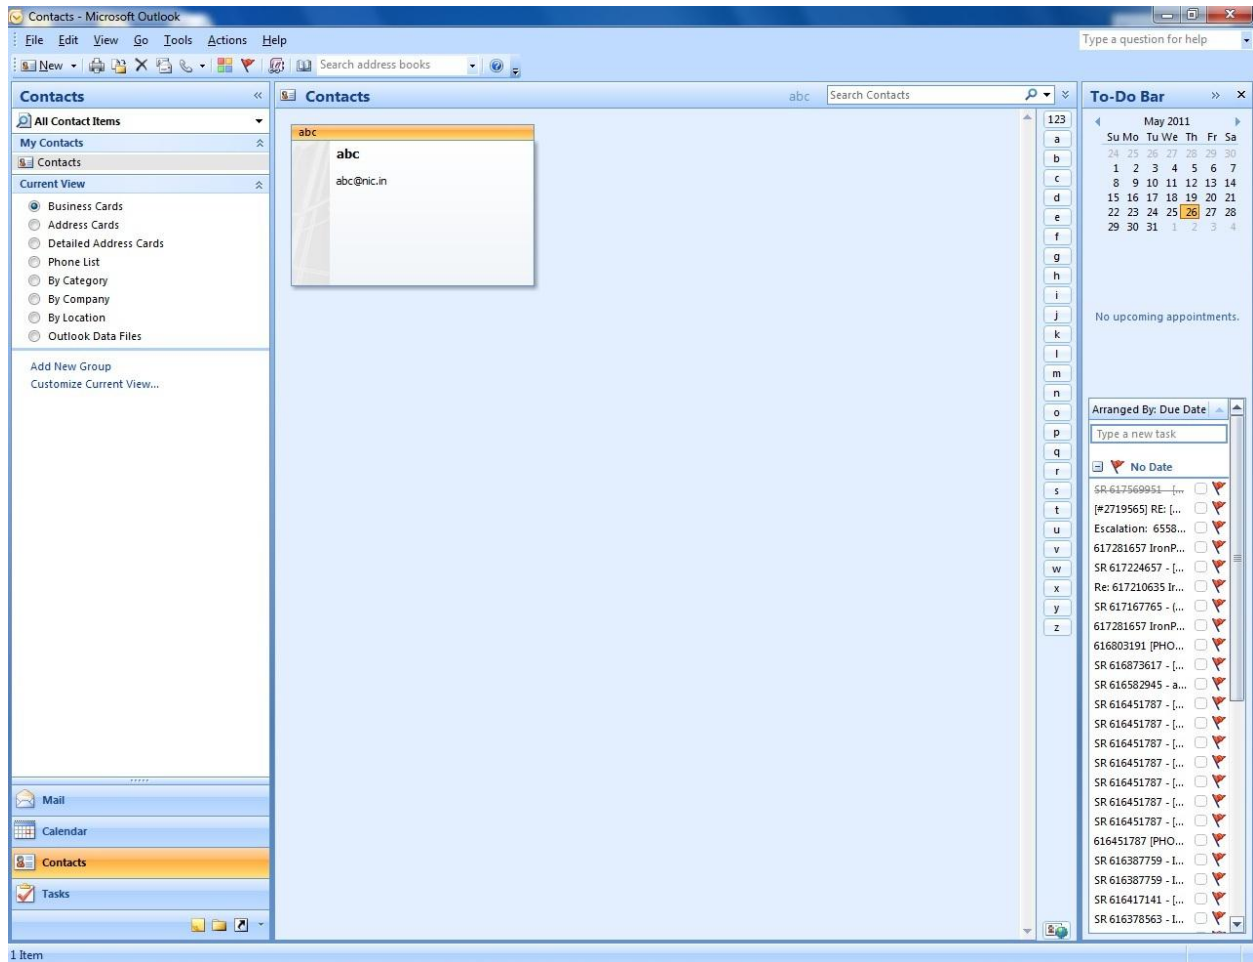 Contacts - Microsoft Outlook
File Edit View Go Tools Actions Help
Type a question for help
New
Search address books
Contacts
All Contact Items
My Contacts
Contacts
Current View
Business Cards
Address Cards
Detailed Address Cards
Phone List
By Category
By Company
By Location
Outlook Data Files
Add New Group
Customize Current View...
Mail
Calendar
Contacts
Tasks
1 Item
Contacts
abc
Search Contacts
abc
abc
abc@nic.in
123
a
b
c
d
e
f
g
h
i
j
k
l
m
n
o
p
q
r
s
t
u
v
w
x
y
z
To-Do Bar
May 2011
Su Mo Tu We Th Fr Sa
24 25 26 27 28 29 30
1 2 3 4 5 6 7
8 9 10 11 12 13 14
15 16 17 18 19 20 21
22 23 24 25 26 27 28
29 30 31 1 2 3 4
No upcoming appointments.
Arranged By: Due Date
Type a new task
No Date
SR 617569951 - [...
[#2719565] RE: [...
Escalation: 6558...
617281657 IronP...
SR 617224657 - [...
Re: 617210635 Ir...
SR 617167765 - (...
617281657 IronP...
616803191 [PHO...
SR 616873617 - [...
SR 616582945 - a...
SR 616451787 - [...
SR 616451787 - [...
SR 616451787 - [...
SR 616451787 - [...
SR 616451787 - [...
SR 616451787 - [...
SR 616451787 - [...
616451787 [PHO...
SR 616387759 - I...
SR 616387759 - I...
SR 616417141 - [...
SR 616378563 - I...